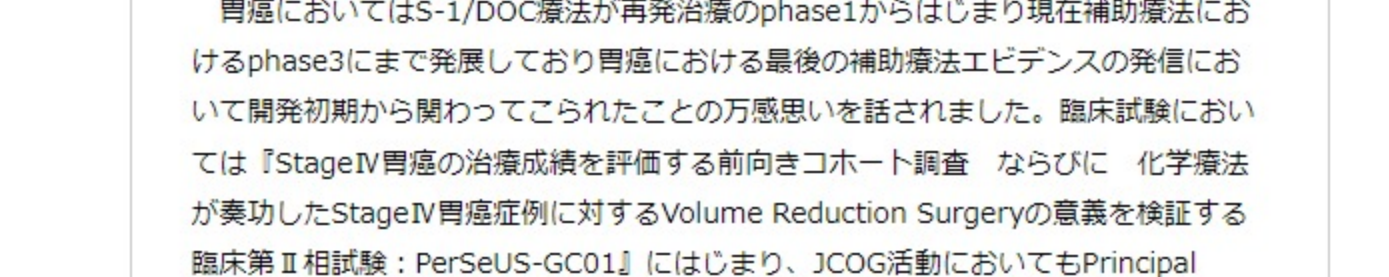 胃癌においてはS-1/DOC療法が再発治療のphase1からはじまり現在補助療法にお
けるphase3にまで発展しており胃癌における最後の補助療法エビデンスの発信にお
いて開発初期から関わってこられたことの万感思いを話されました。臨床試験におい
ては『StageⅣ胃癌の治療成績を評価する前向きコホート調査　ならびに　化学療法
が奏功したStageⅣ胃癌症例に対するVolume Reduction Surgeryの意義を検証する
臨床第Ⅱ相試験：PerSeUS-GC01』にはじまり、JCOG活動においてもPrincipal